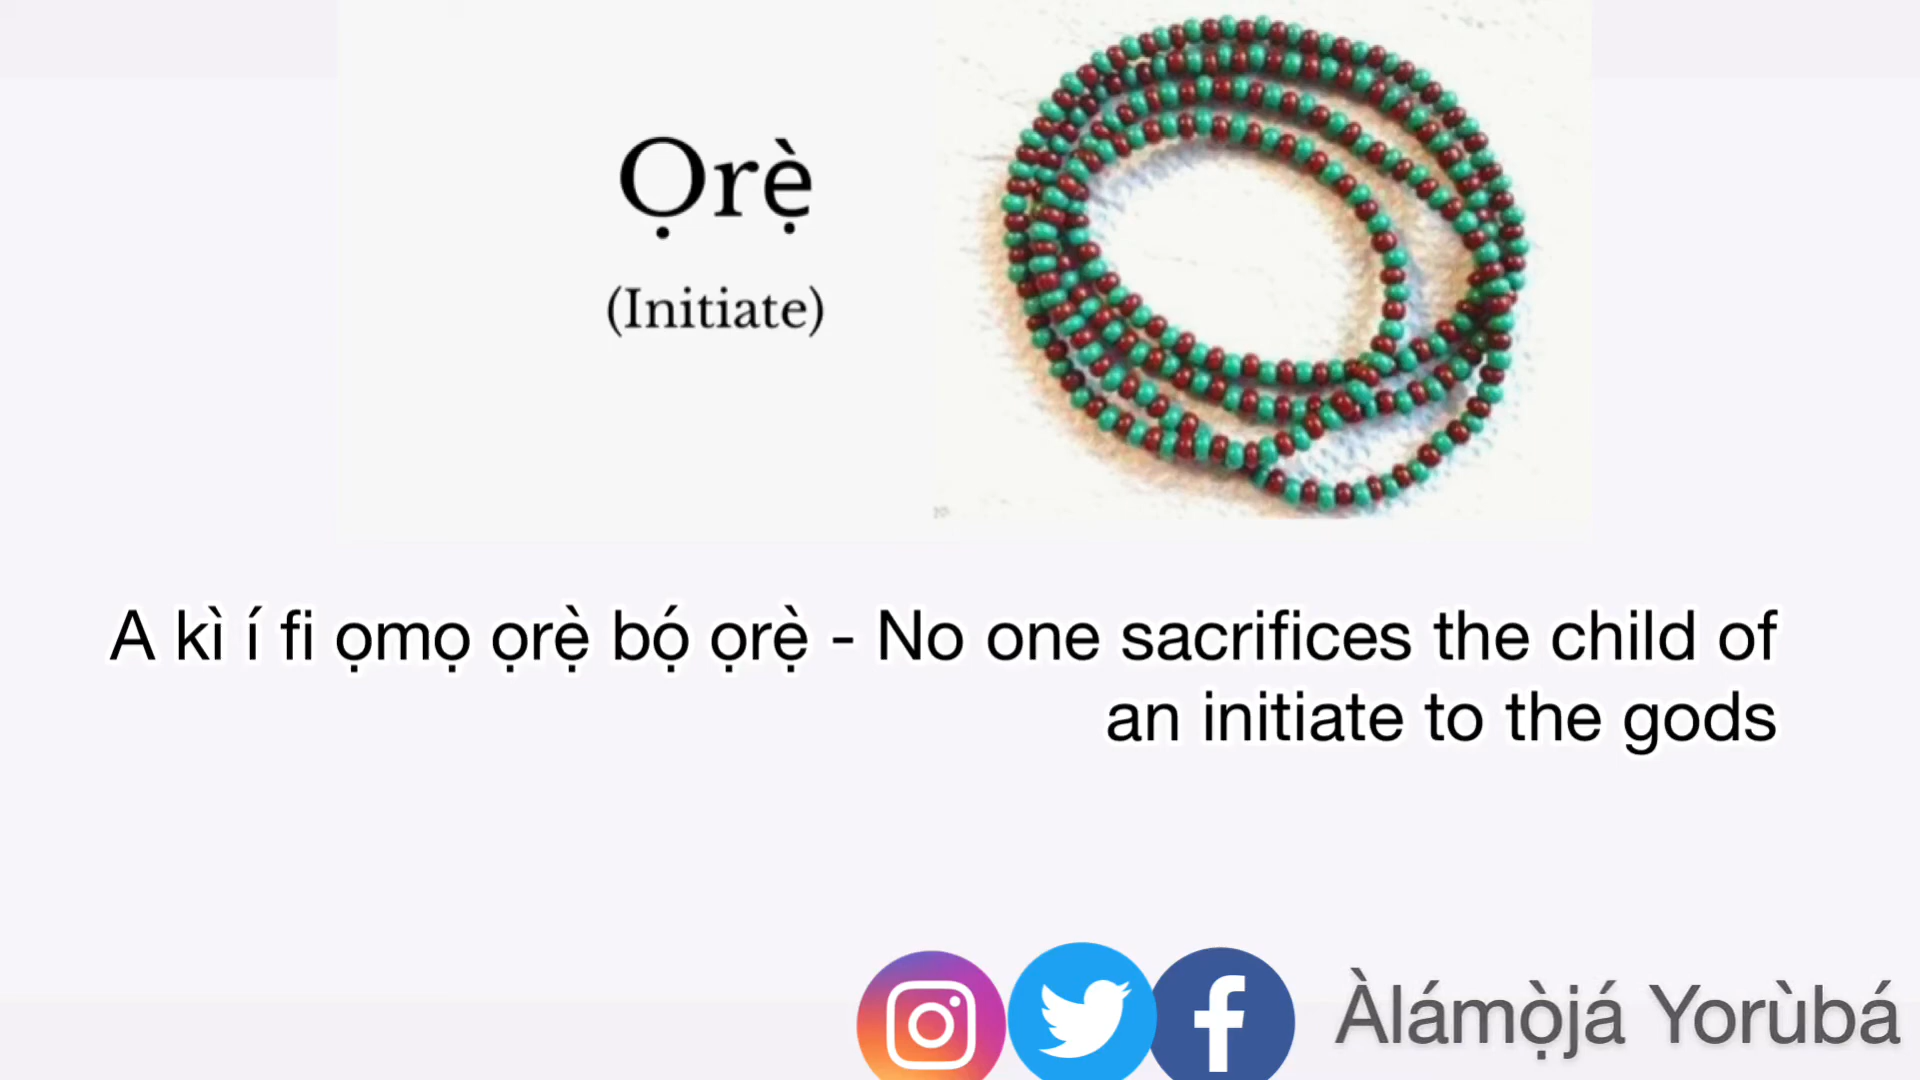 Ọrẹ̀
(Initiate)
A kì í fi ọmọ ọrẹ̀ bọ́ ọrẹ̀ - No one sacrifices the child of
an initiate to the gods
Àlámọ̀já Yorùbá